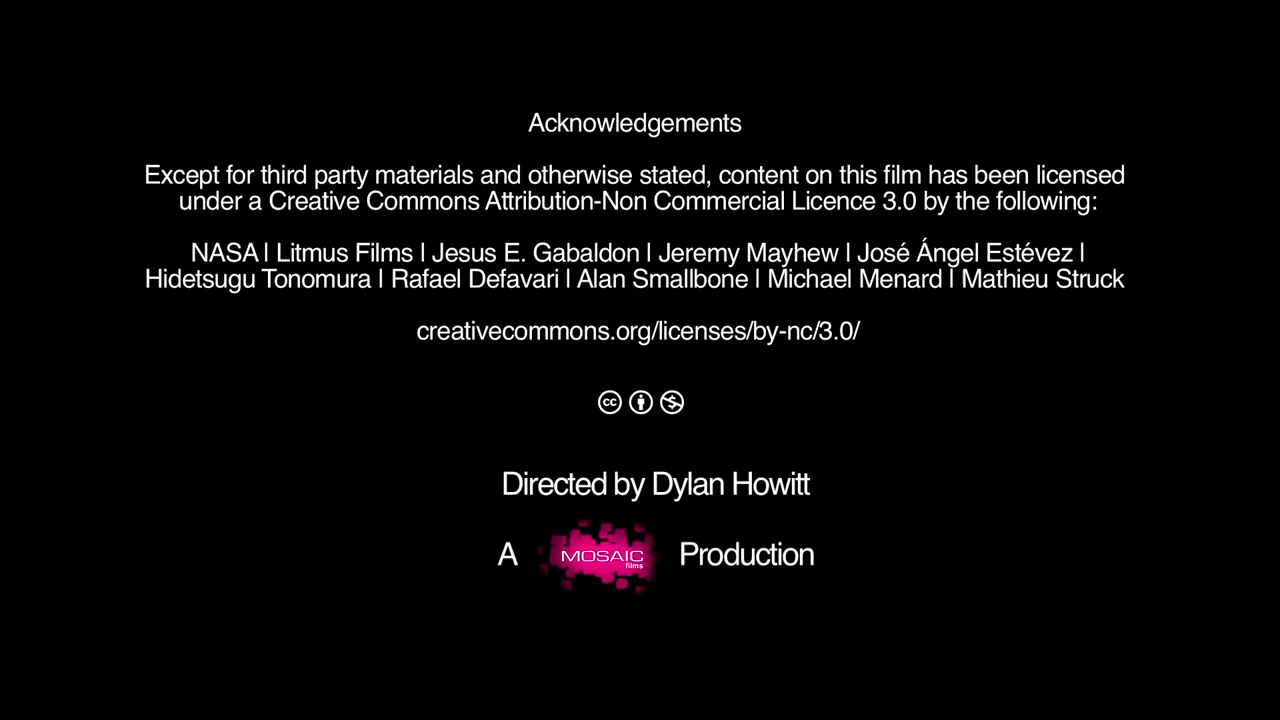 Acknowledgements
Except for third party materials and otherwise stated, content on this film has been licensed
under a Creative Commons Attribution-Non Commercial Licence 3.0 by the following:
NASA | Litmus Films | Jesus E. Gabaldon | Jeremy Mayhew | José Ángel Estévez |
Hidetsugu Tonomura | Rafael Defavari | Alan Smallbone | Michael Menard | Mathieu Struck
creativecommons.org/licenses/by-nc/3.0/
cc
Directed by Dylan Howitt
A MOSAIC films Production